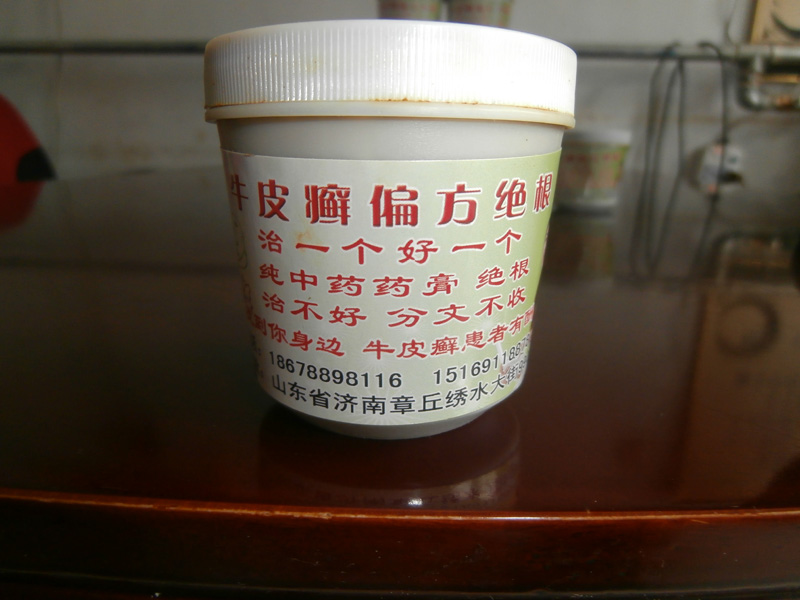 牛皮癣偏方绝根
治一个好一个
纯中药药膏 绝根
治不好 分文不收
到你身边 牛皮癣患者有
18678898116 151691188
山东省济南章丘绣水大街